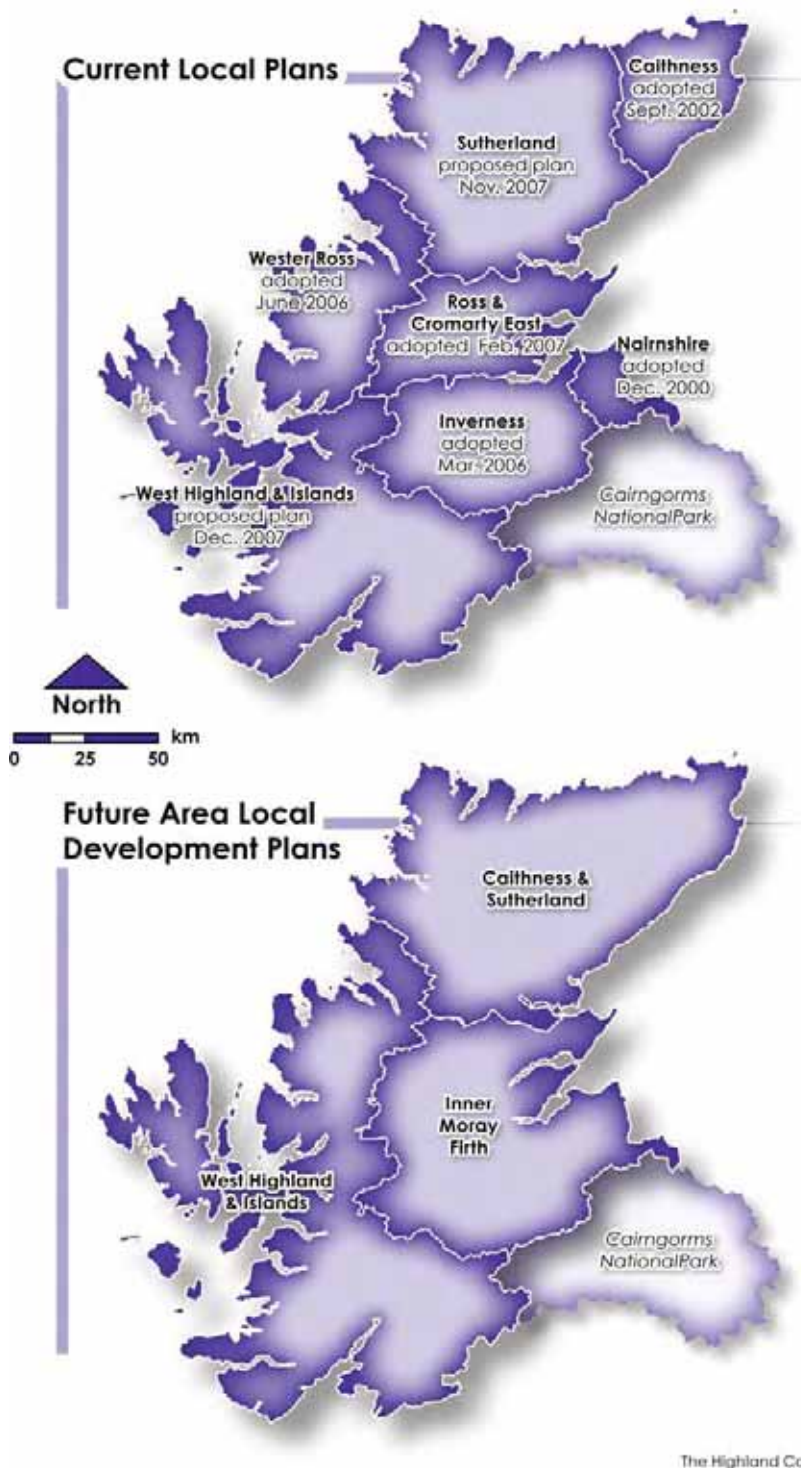 Current Local Plans
Caithness
adopted
Sept. 2002
Sutherland
proposed plan
Nov. 2007
Wester Ross
adopted
June 2006
Ross &
Cromarty East
adopted Feb. 2007
Nairnshire
adopted
Dec. 2000
Inverness
adopted
Mar. 2006
West Highland & Islands
proposed plan
Dec. 2007
Cairngorms
NationalPark
North
km
0 25 50
Future Area Local
Development Plans
Caithness &
Sutherland
Inner
Moray
Firth
West Highland
& Islands
Cairngorms
NationalPark
The Highland Co